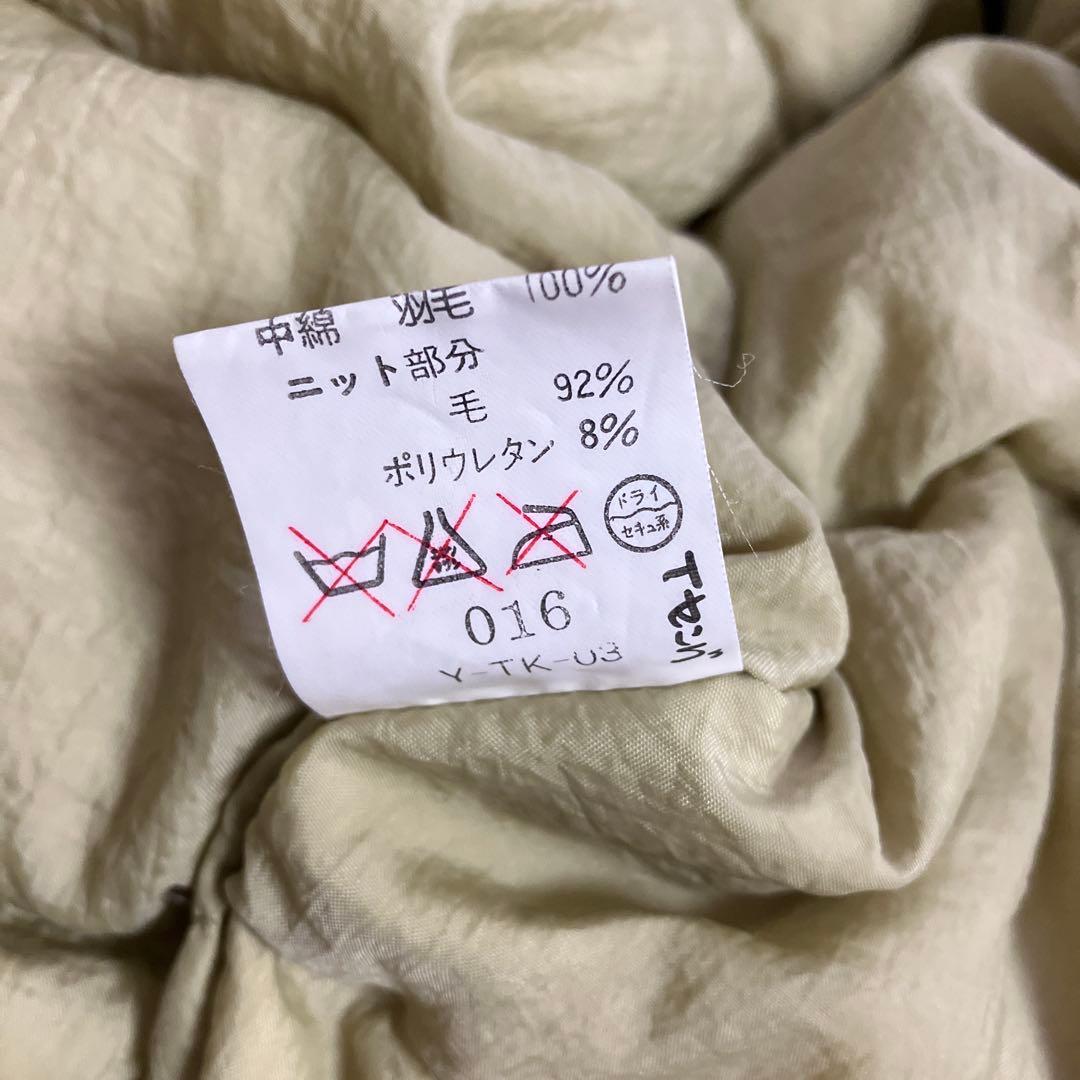 中綿 羽毛 100%
ニット部分
毛 92%
ポリウレタン 8%
ドライ
セキュ系
016
Y-TK-03